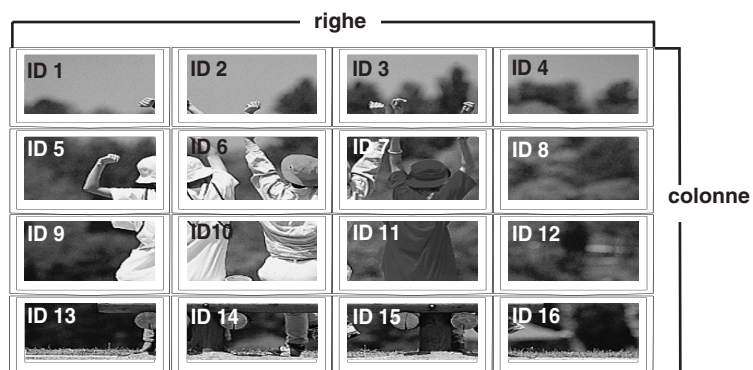 righe
ID 1 ID 2 ID 3 ID 4
ID 5 ID 6 ID 7 ID 8
colonne
ID 9 ID10 ID 11 ID 12
ID 13 ID 14 ID 15 ID 16